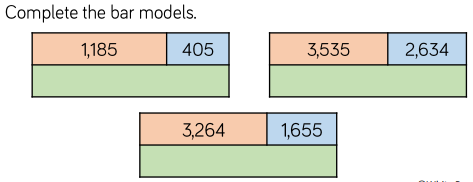 Complete the bar models.
1,185 405
3,535 2,634
3,264 1,655